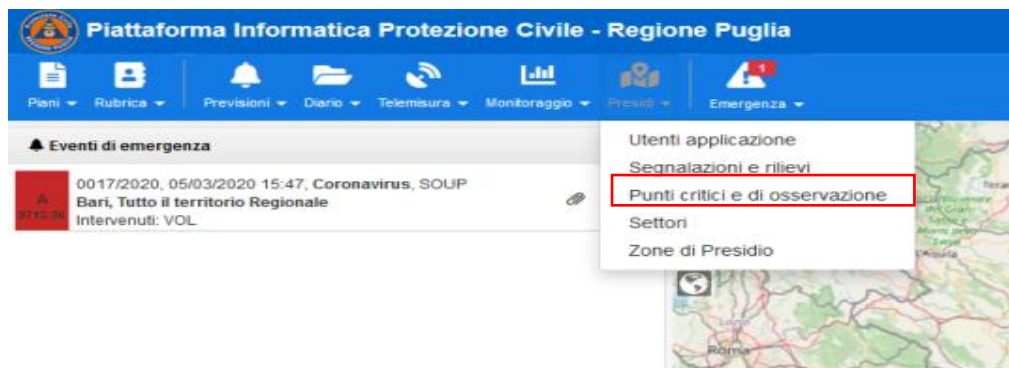 Piattaforma Informatica Protezione Civile - Regione Puglia
Piani Rubrica Previsioni Diario Telemisura Monitoraggio Presidi Emergenza
1
Eventi di emergenza
A
0017/2020, 05/03/2020 15:47, Coronavirus, SOUP
Bari, Tutto il territorio Regionale
Intervenuti: VOL
Utenti applicazione
Segnalazioni e rilievi
Punti critici e di osservazione
Settori
Zone di Presidio
L'Aquila
Roma